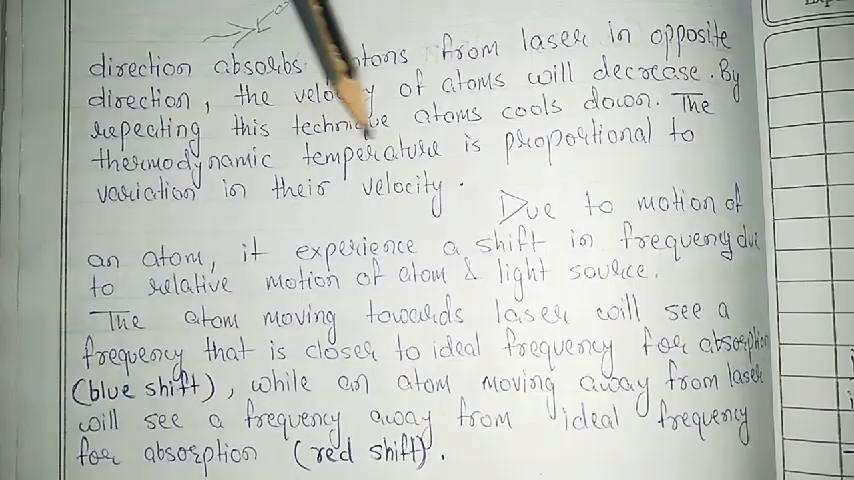 direction absorbs from laser in opposite
direction, the velocity of atoms will decrease. By
repeating this technique atoms cools down. The
thermodynamic temperature is proportional to
variation in their velocity.
Due to motion of
an atom, it experience a shift in frequency due
to relative motion of atom & light source.
The atom moving towards laser will see a
frequency that is closer to ideal frequency for absorption
(blue shift), while an atom moving away from laser
will see a frequency away from ideal frequency
for absorption (red shift).